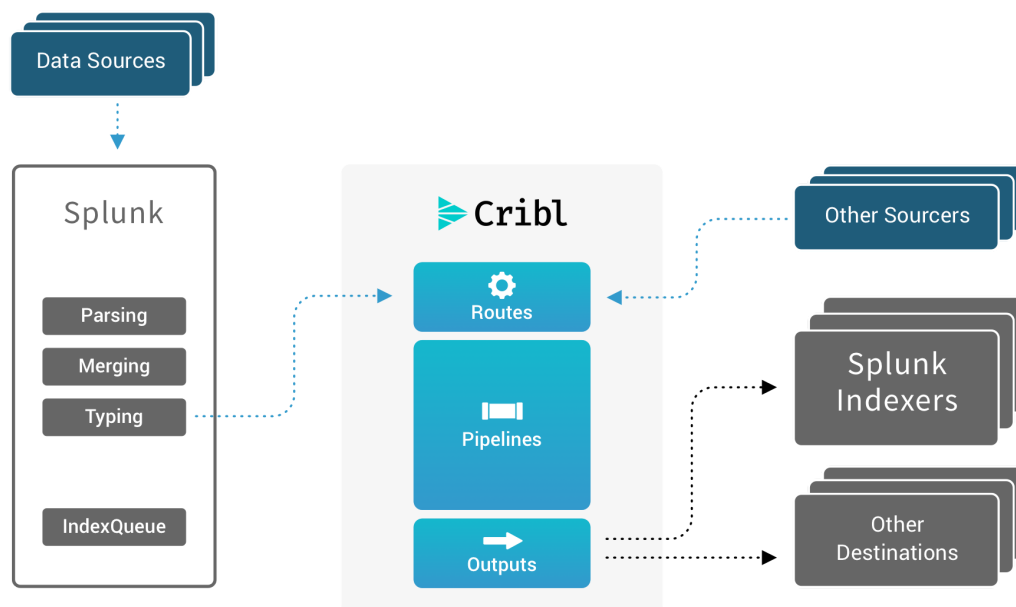 Data Sources
Splunk
Parsing
Merging
Typing
IndexQueue
Cribl
Routes
Pipelines
Outputs
Other Sourcers
Splunk
Indexers
Other
Destinations